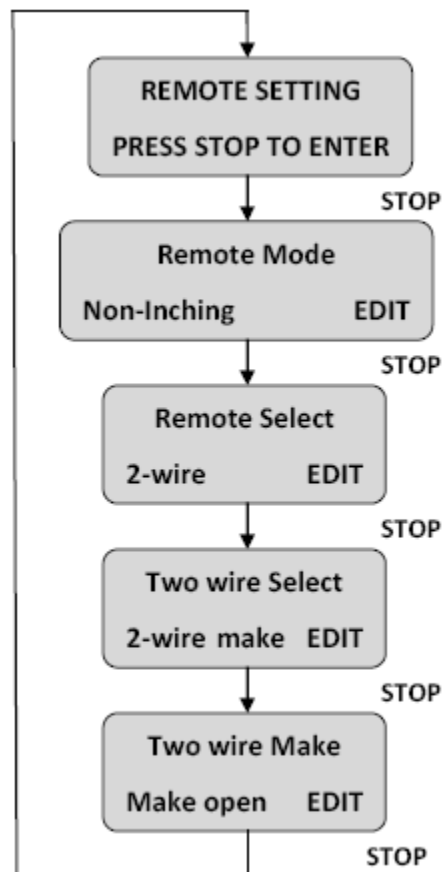 REMOTE SETTING
PRESS STOP TO ENTER
STOP
Remote Mode
Non-Inching EDIT
STOP
Remote Select
2-wire EDIT
STOP
Two wire Select
2-wire make EDIT
STOP
Two wire Make
Make open EDIT
STOP